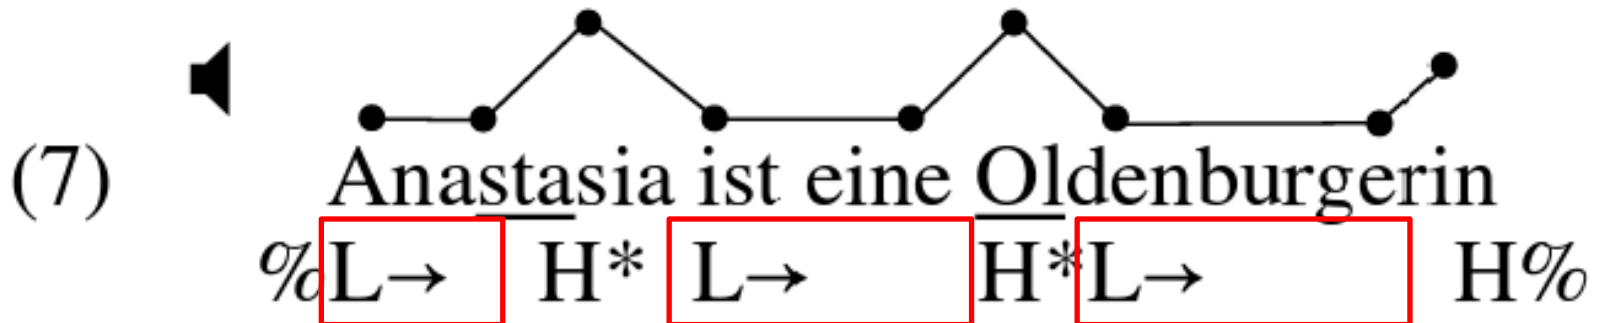 (7) Anastasia ist eine Oldenburgerin
%L→ H* L→ H*L→ H%